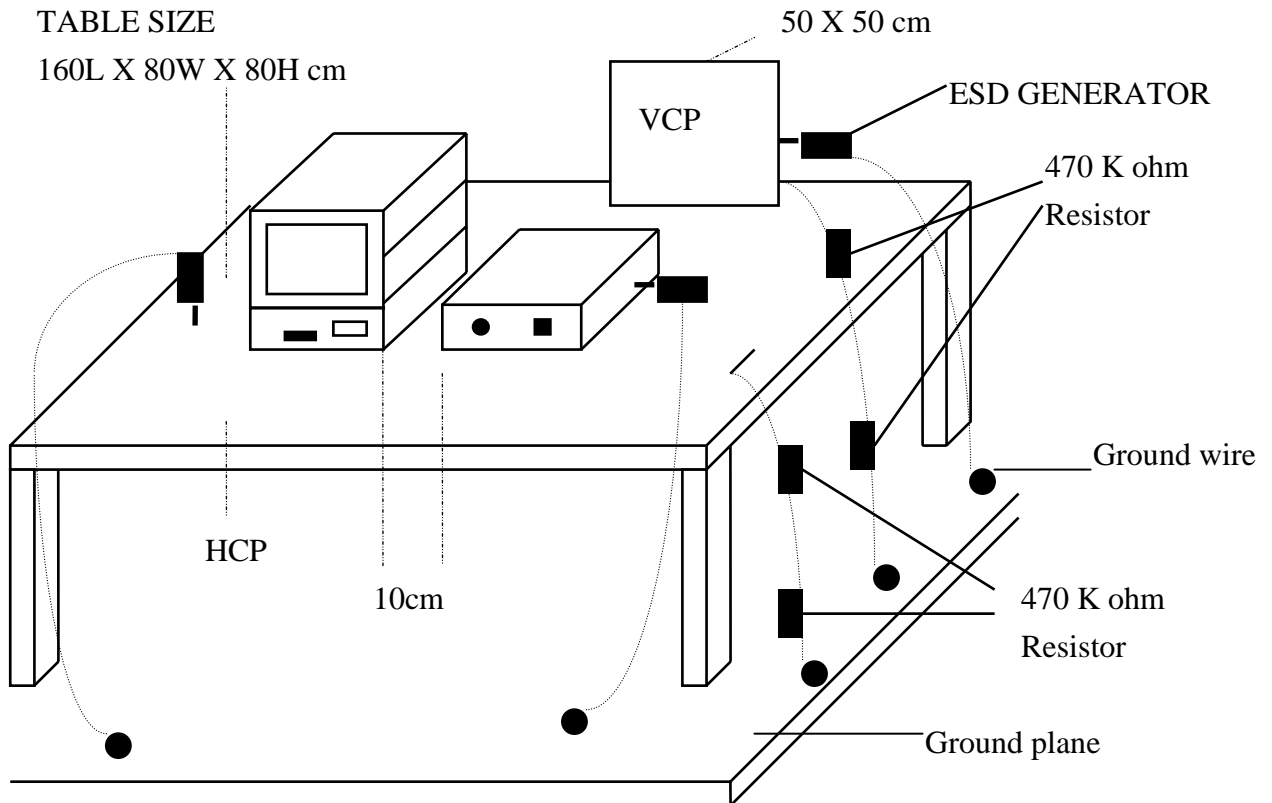 TABLE SIZE
160L X 80W X 80H cm
50 X 50 cm
VCP
ESD GENERATOR
470 K ohm
Resistor
Ground wire
HCP
10cm
470 K ohm
Resistor
Ground plane